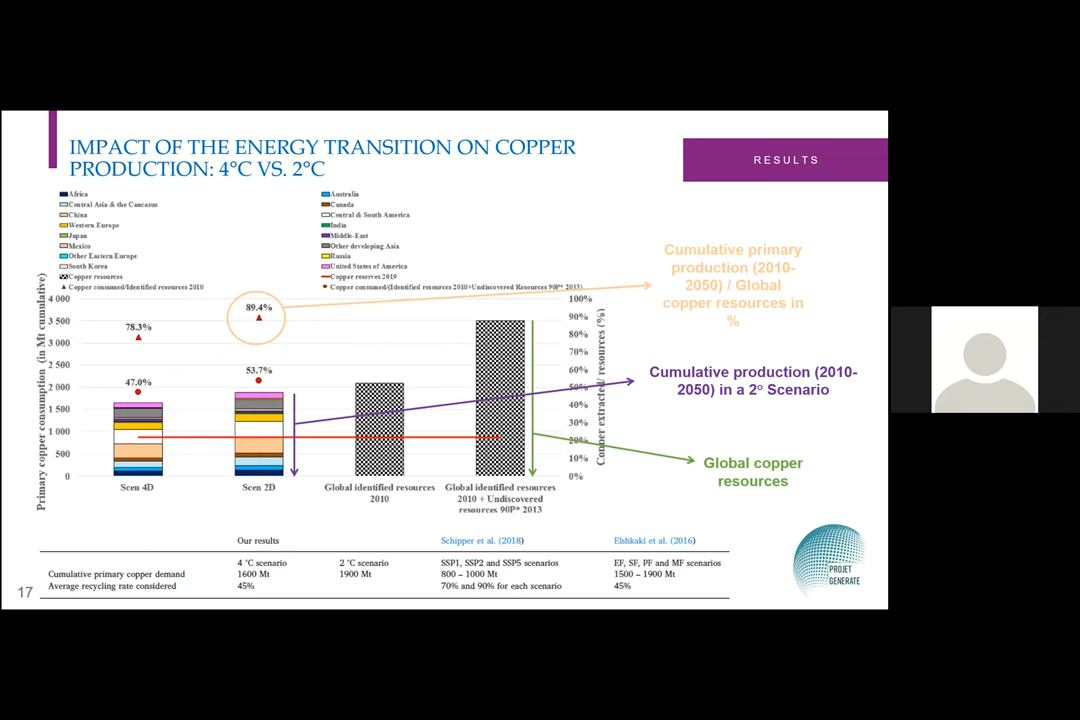 IMPACT OF THE ENERGY TRANSITION ON COPPER
PRODUCTION: 4°C VS. 2°C
RESULTS
Africa
Central Asia & the Caucasus
China
Western Europe
Japan
Mexico
Other Eastern Europe
South Korea
Copper resources
Copper consumed/Identified resources 2010
Australia
Canada
Central & South America
India
Middle-East
Other developing Asia
Russia
United States of America
Copper reserves 2019
Copper consumed/(Identified resources 2010+Undiscovered Resources 90P* 2013)
Primary copper consumption (in Mt cumulative)
4 000
3 500
3 000
2 500
2 000
1 500
1 000
500
0
78.3%
47.0%
89.4%
53.7%
100%
90%
80%
70%
60%
50%
40%
30%
20%
10%
0%
Copper extracted/ resources (%)
Scen 4D
Scen 2D
Global identified resources
2010
Global identified resources
2010 + Undiscovered
resources 90P* 2013
Cumulative primary
production (2010-
2050) / Global
copper resources in
%
Cumulative production (2010-
2050) in a 2° Scenario
Global copper
resources
Our results Schipper et al. (2018) Elshkaki et al. (2016)
4 °C scenario 2 °C scenario SSP1, SSP2 and SSP5 scenarios EF, SF, PF and MF scenarios
Cumulative primary copper demand 1600 Mt 1900 Mt 800 – 1000 Mt 1500 – 1900 Mt
Average recycling rate considered 45% 70% and 90% for each scenario 45%
PROJET
GENERATE
17